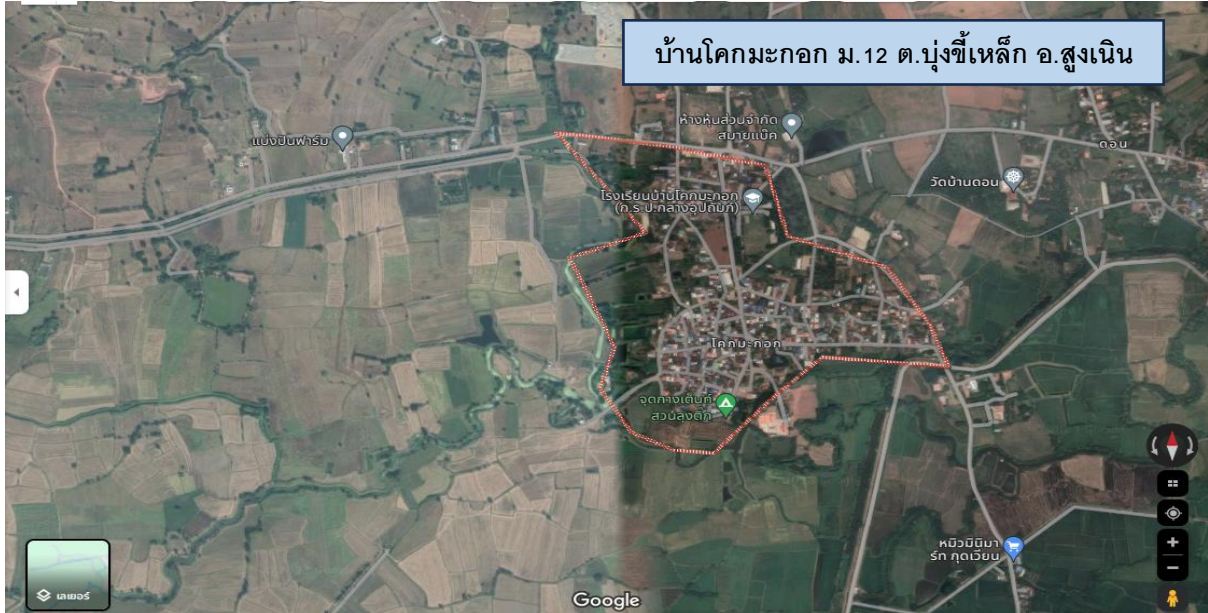 บ้านโคกมะกอก ม.12 ต.บุ่งขี้เหล็ก อ.สูงเนิน
ห้างหุ้นส่วนจำกัด
สมายแบ๊ค
แบ่งปันฟาร์ม
ดอน
วัดบ้านดอน
โรงเรียนบ้านโคกมะกอก
(ก.ร.ป.กลางอุปถัมภ์)
โคกมะกอก
จุดกางเต็นท์
สวนลุงตึก
หมิวมินิมา
ร์ท กุดเวียน
เลเยอร์
Google